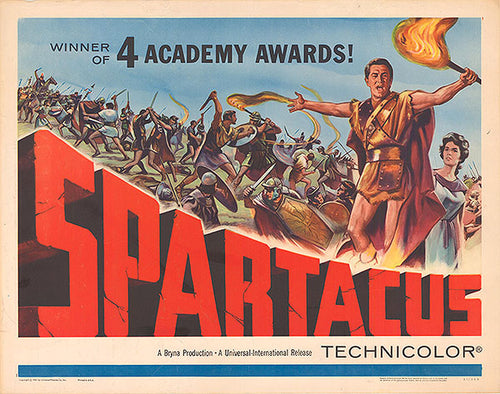 WINNER
OF 4 ACADEMY AWARDS!
SPARTACUS
A Bryna Production · A Universal-International Release TECHNICOLOR®